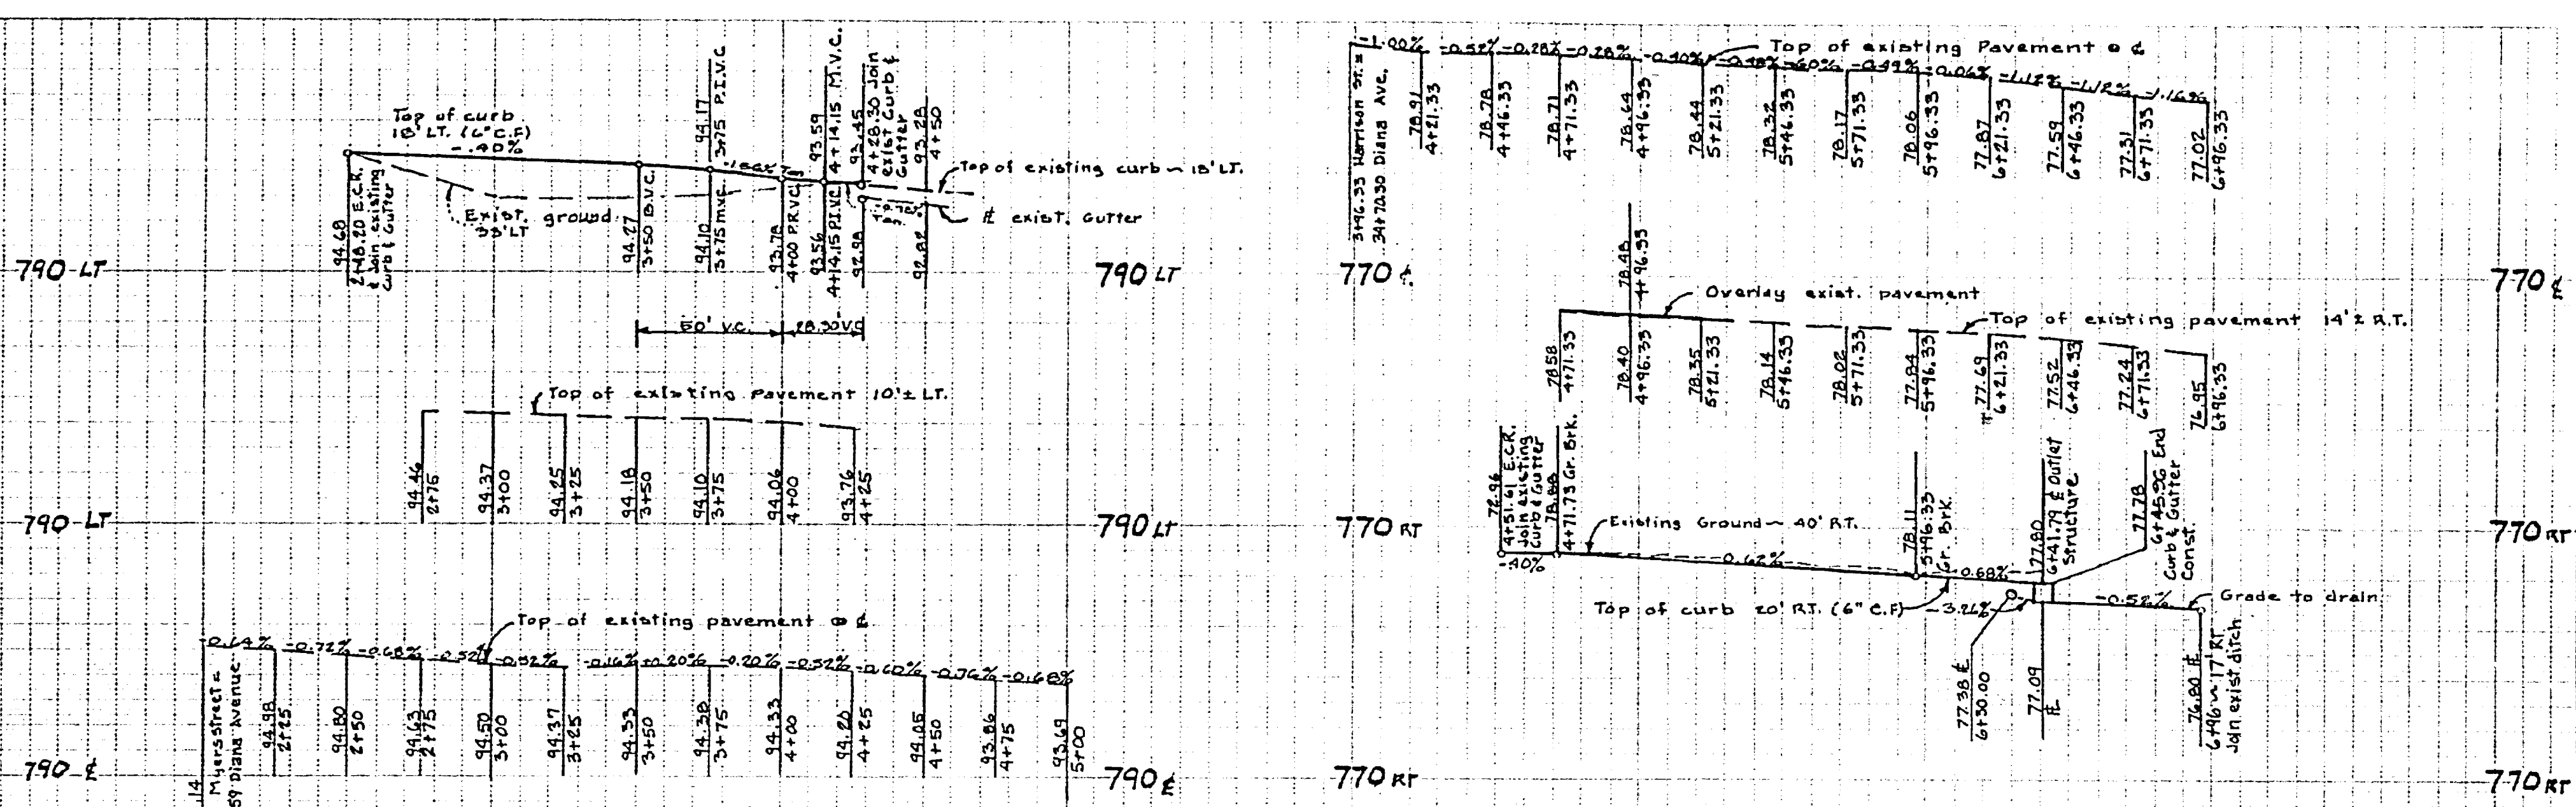 Top of curb
18' LT. (6" C.F)
-.40%
94.68
2+48.20 E.C.R.
& Join existing
Curb & Gutter
Exist. ground
33' LT
94.27
3+50 B.V.C.
94.17
3+75 P.I.V.C
94.10
3+75 M.V.C.
93.78
4+00 P.R.V.C.
93.59
4+14.15 M.V.C.
93.56
4+14.15 P.I.V.C.
93.45
4+28.30 Join
exist Curb &
Gutter
92.98
93.28
4+50
92.82
Top of existing curb ~ 18' LT.
℄ exist. Gutter
790 LT
790 LT
50' V.C.
28.30 V.C
Top of existing Pavement 10'± LT.
94.46
2+75
94.37
3+00
94.25
3+25
94.18
3+50
94.10
3+75
94.06
4+00
93.76
4+25
790 LT
790 LT
Top of existing pavement @ ℄
-0.64% -0.72% -0.68% -0.52% -0.52% -0.16% +0.20% -0.20% -0.52% -0.60% -0.76% -0.68%
Myers Street =
59 Diana Avenue
14
94.98
2+25
94.80
2+50
94.63
2+75
94.50
3+00
94.37
3+25
94.33
3+50
94.38
3+75
94.33
4+00
94.20
4+25
94.05
4+50
93.86
4+75
93.69
5+00
790 ℄
790 ℄
-1.00% -0.52% -0.28% -0.28% -0.40% -0.48% -.60% -0.44% -0.06% -1.12% -1.12% -1.16%
Top of existing Pavement @ ℄
3+96.33 Harrison ST. =
34+70.30 Diana Ave.
78.91
4+21.33
78.78
4+46.33
78.71
4+71.33
78.64
4+96.33
78.44
5+21.33
78.32
5+46.33
78.17
5+71.33
78.06
5+96.33
77.87
6+21.33
77.59
6+46.33
77.31
6+71.33
77.02
6+96.33
770 ℄
770 ℄
78.48
4+96.33
Overlay exist. pavement
Top of existing pavement 14'± R.T.
78.58
4+71.33
78.40
4+96.33
78.35
5+21.33
78.14
5+46.33
78.02
5+71.33
77.84
5+96.33
77.69
6+21.33
77.52
6+46.33
77.24
6+71.33
76.95
6+96.33
770 RT
770 RT
4+51.61 E.C.R.
Join existing
Curb & Gutter
78.88
4+71.73 Gr. Brk.
-.40%
Existing Ground ~ 40' R.T.
-0.62%
78.11
5+96.33
Gr. Brk.
-0.68%
77.80
6+41.79 ℄ Outlet
Structure
77.78
6+45.96 End
Curb & Gutter
Const.
Top of curb 20' RT. (6" C.F)
-3.26%
-0.52%
Grade to drain
77.38 ℄
6+30.00
77.09
℄
76.80 ℄
6+96 ~ 17' RT
Join exist ditch
770 RT
770 RT